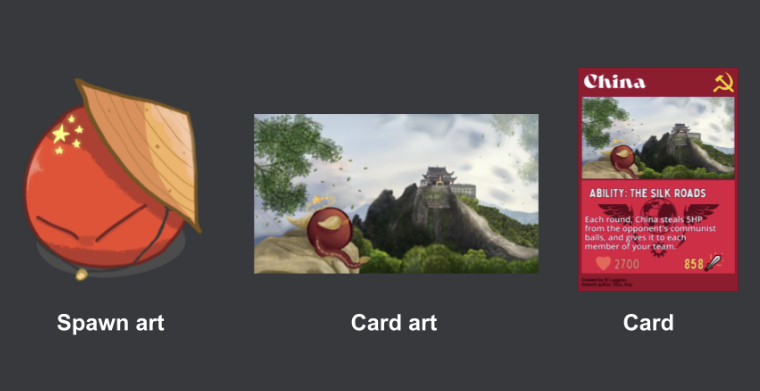 China
ABILITY: THE SILK ROADS
Each round, China steals 5HP
from the opponent's communist
balls, and gives it to each
member of your team.
2700
858
Spawn art
Card art
Card